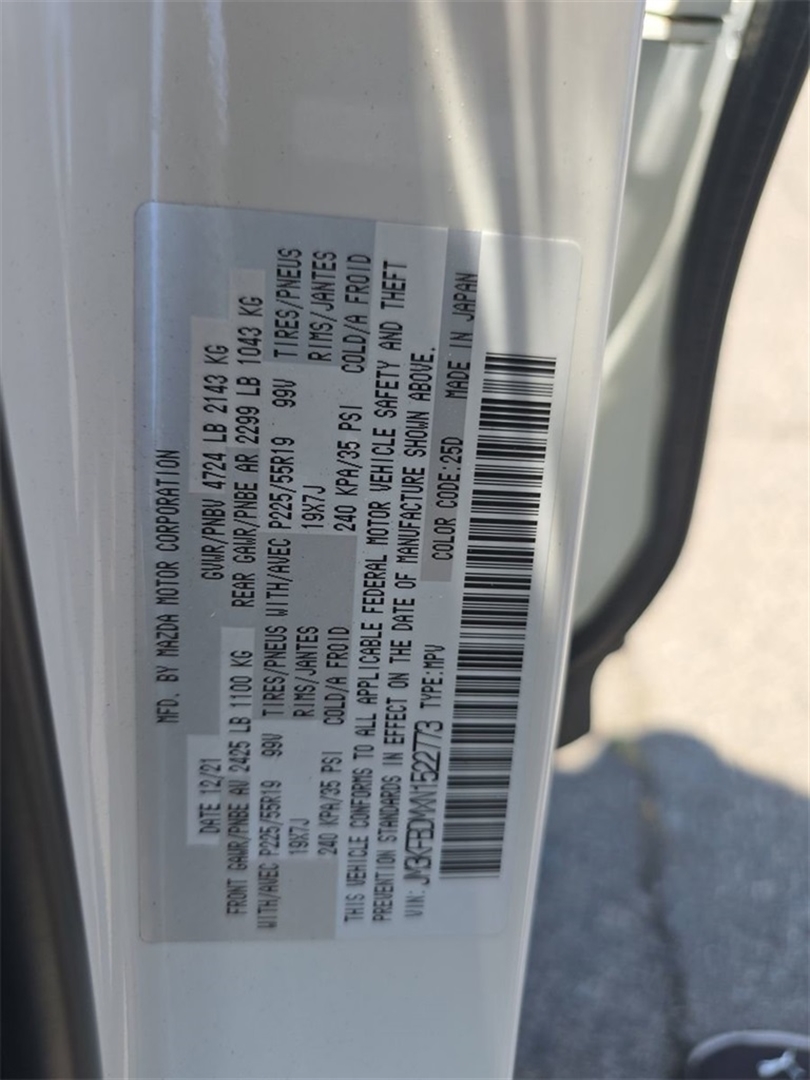 MFD. BY MAZDA MOTOR CORPORATION
DATE 12/21 GVWR/PNBV 4724 LB 2143 KG
FRONT GAWR/PNBE AV 2425 LB 1100 KG REAR GAWR/PNBE AR 2299 LB 1043 KG
WITH/AVEC P225/55R19 99V TIRES/PNEUS WITH/AVEC P225/55R19 99V TIRES/PNEUS
19X7J RIMS/JANTES 19X7J RIMS/JANTES
240 KPA/35 PSI COLD/A FROID 240 KPA/35 PSI COLD/A FROID
THIS VEHICLE CONFORMS TO ALL APPLICABLE FEDERAL MOTOR VEHICLE SAFETY AND THEFT
PREVENTION STANDARDS IN EFFECT ON THE DATE OF MANUFACTURE SHOWN ABOVE.
VIN: JM3KFBDMXN1522773 TYPE:MPV COLOR CODE:25D MADE IN JAPAN